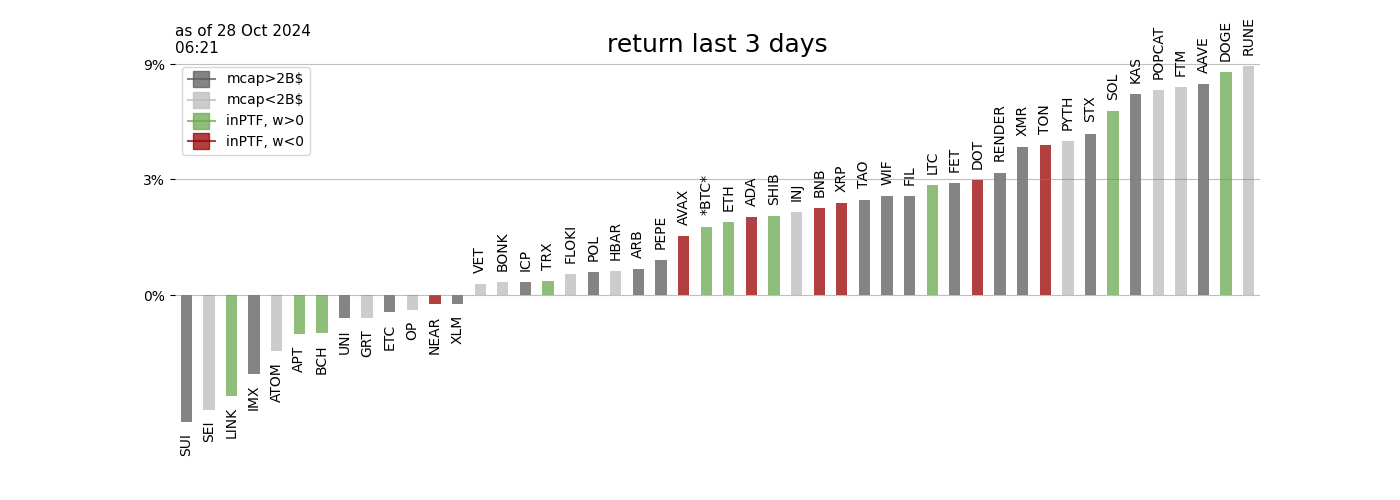 as of 28 Oct 2024
06:21
return last 3 days
9%
3%
0%
mcap>2B$
mcap<2B$
inPTF, w>0
inPTF, w<0
SUI
SEI
LINK
IMX
ATOM
APT
BCH
UNI
GRT
ETC
OP
NEAR
XLM
VET
BONK
ICP
TRX
FLOKI
POL
HBAR
ARB
PEPE
AVAX
*BTC*
ETH
ADA
SHIB
INJ
BNB
XRP
TAO
WIF
FIL
LTC
FET
DOT
RENDER
XMR
TON
PYTH
STX
SOL
KAS
POPCAT
FTM
AAVE
DOGE
RUNE